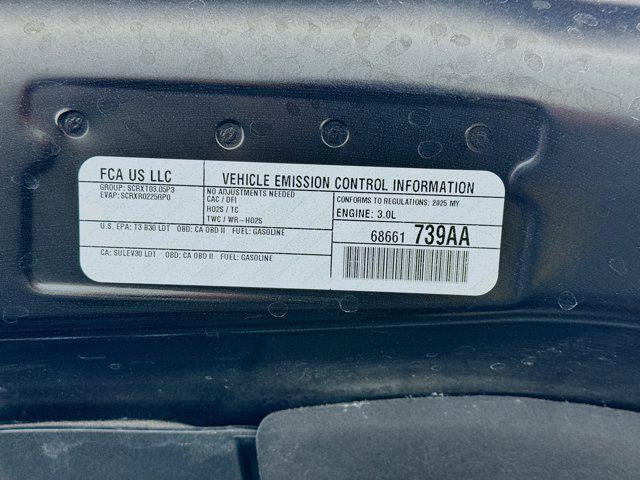 FCA US LLC
GROUP: SCRXT03.05P3
EVAP: SCRXR0225RP0
VEHICLE EMISSION CONTROL INFORMATION
NO ADJUSTMENTS NEEDED
CAC / DFI
HO2S / TC
TWC / WR-HO2S
CONFORMS TO REGULATIONS: 2025 MY
ENGINE: 3.0L
U.S. EPA: T3 B30 LDT OBD: CA OBD II FUEL: GASOLINE
68661 739AA
CA: SULEV30 LDT OBD: CA OBD II FUEL: GASOLINE